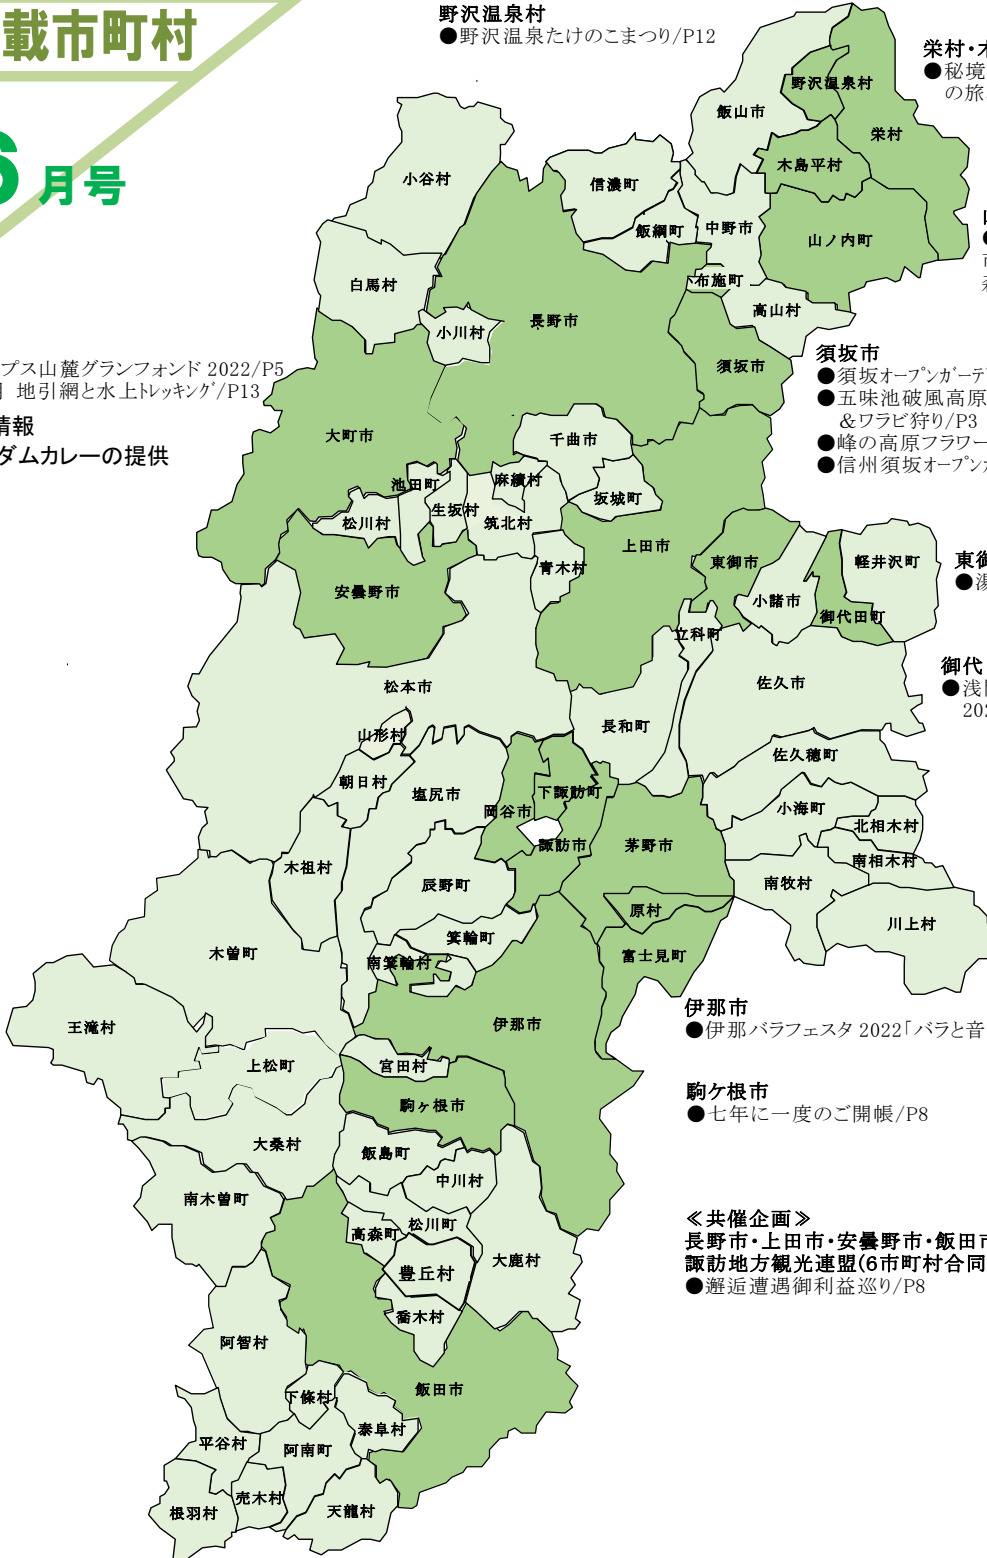 載市町村
6月号
野沢温泉村
●野沢温泉たけのこまつり/P12
栄村・木
●秘境
の旅
プス山麓グランフォンド 2022/P5
地引網と水上トレッキング/P13
情報
ダムカレーの提供
須坂市
●須坂オープンガーデ
●五味池破風高原
&ワラビ狩り/P3
●峰の高原フラワー
●信州須坂オープンガ
東御
●湯
御代
●浅間
202
伊那市
●伊那バラフェスタ 2022「バラと音
駒ケ根市
●七年に一度のご開帳/P8
≪共催企画≫
長野市・上田市・安曇野市・飯田市
諏訪地方観光連盟(6市町村合同
●邂逅遭遇御利益巡り/P8
野沢温泉村
飯山市
栄村
木島平村
小谷村
信濃町
飯綱町
中野市
山ノ内町
白馬村
小布施町
高山村
小川村
長野市
須坂市
大町市
千曲市
池田町
麻績村
坂城町
松川村
生坂村
筑北村
上田市
青木村
東御市
軽井沢町
安曇野市
小諸市
御代田町
立科町
松本市
佐久市
長和町
山形村
佐久穂町
朝日村
塩尻市
下諏訪町
岡谷市
小海町
北相木村
諏訪市
茅野市
南相木村
木祖村
辰野町
南牧村
原村
川上村
箕輪町
木曽町
南箕輪村
富士見町
王滝村
伊那市
上松町
宮田村
駒ヶ根市
大桑村
飯島町
中川村
南木曽町
高森町
松川町
大鹿村
豊丘村
喬木村
阿智村
飯田市
下條村
泰阜村
平谷村
阿南町
売木村
根羽村
天龍村